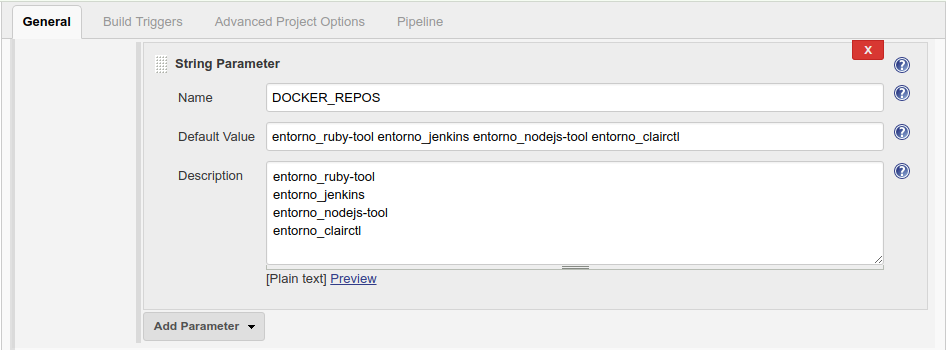 General Build Triggers Advanced Project Options Pipeline
X
String Parameter
Name DOCKER_REPOS
Default Value entorno_ruby-tool entorno_jenkins entorno_nodejs-tool entorno_clairctl
Description entorno_ruby-tool
entorno_jenkins
entorno_nodejs-tool
entorno_clairctl
[Plain text] Preview
Add Parameter